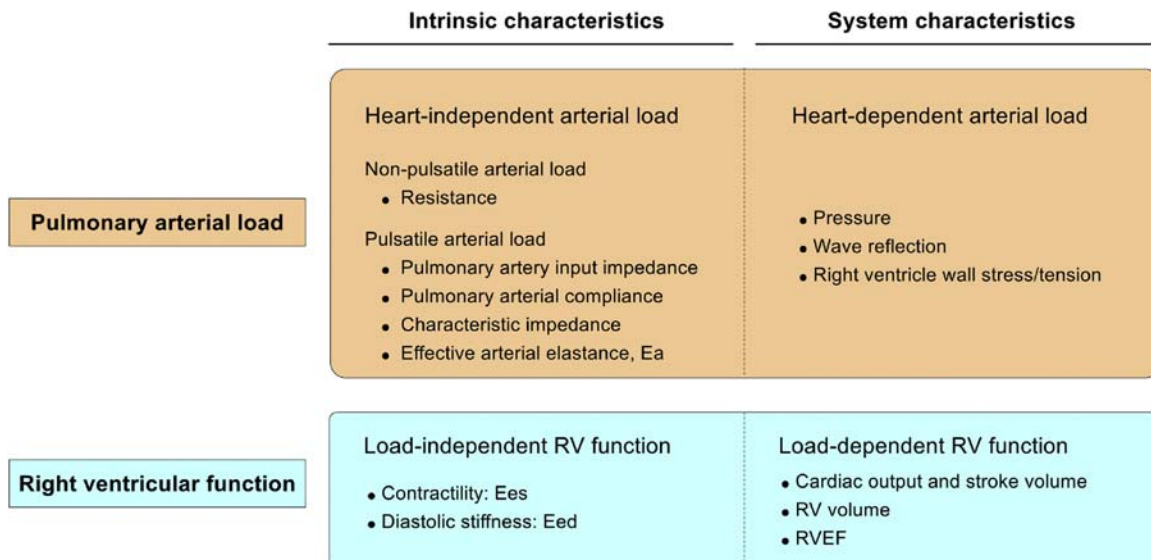 Intrinsic characteristics
System characteristics
Pulmonary arterial load
Heart-independent arterial load
Non-pulsatile arterial load
• Resistance
Pulsatile arterial load
• Pulmonary artery input impedance
• Pulmonary arterial compliance
• Characteristic impedance
• Effective arterial elastance, Ea
Heart-dependent arterial load
• Pressure
• Wave reflection
• Right ventricle wall stress/tension
Right ventricular function
Load-independent RV function
• Contractility: Ees
• Diastolic stiffness: Eed
Load-dependent RV function
• Cardiac output and stroke volume
• RV volume
• RVEF